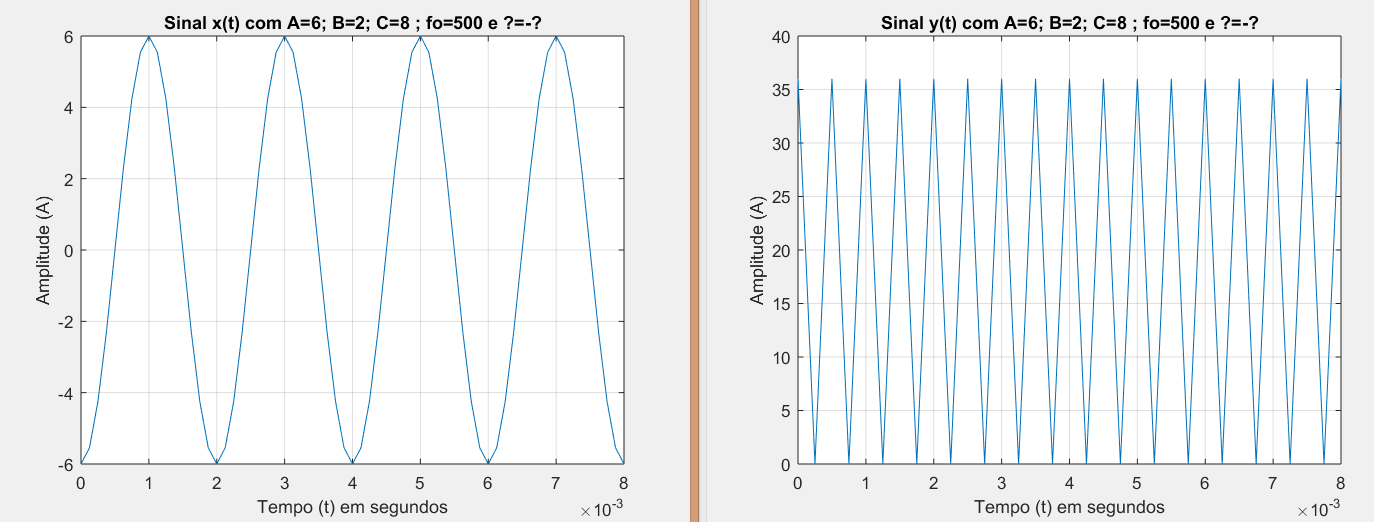 Sinal x(t) com A=6; B=2; C=8 ; fo=500 e ?=-?
6
4
2
0
-2
-4
-6
Amplitude (A)
0 1 2 3 4 5 6 7 8
Tempo (t) em segundos
×10⁻³
Sinal y(t) com A=6; B=2; C=8 ; fo=500 e ?=-?
40
35
30
25
20
15
10
5
0
Amplitude (A)
0 1 2 3 4 5 6 7 8
Tempo (t) em segundos
×10⁻³